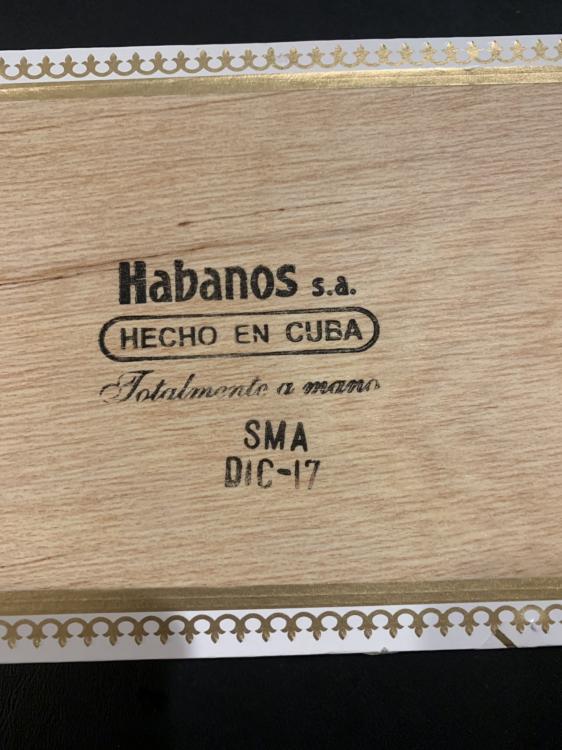 Habanos s.a.
HECHO EN CUBA
Totalmente a mano
SMA
DIC-17